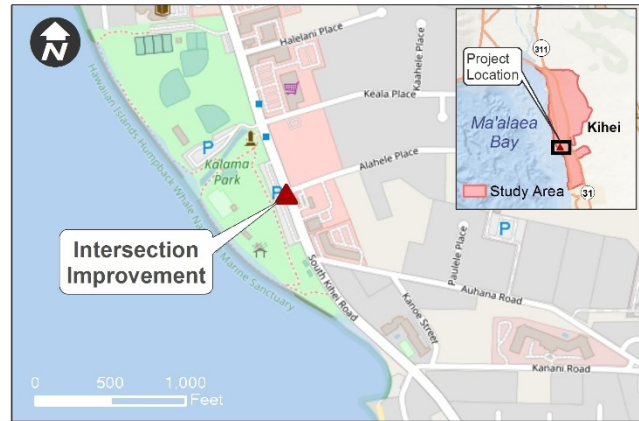 N
Halelani Place
Kaahele Place
Keala Place
Alahele Place
Hawaiian Islands Humpback Whale Na
Marine Sanctuary
P
Kalama
Park
P
Intersection
Improvement
South Kihei Road
Kanoe Street
Paulele Place
P
Auhana Road
Kanani Road
0 500 1,000
Feet
311
Project
Location
Ma'alaea
Bay
Kihei
Study Area
31